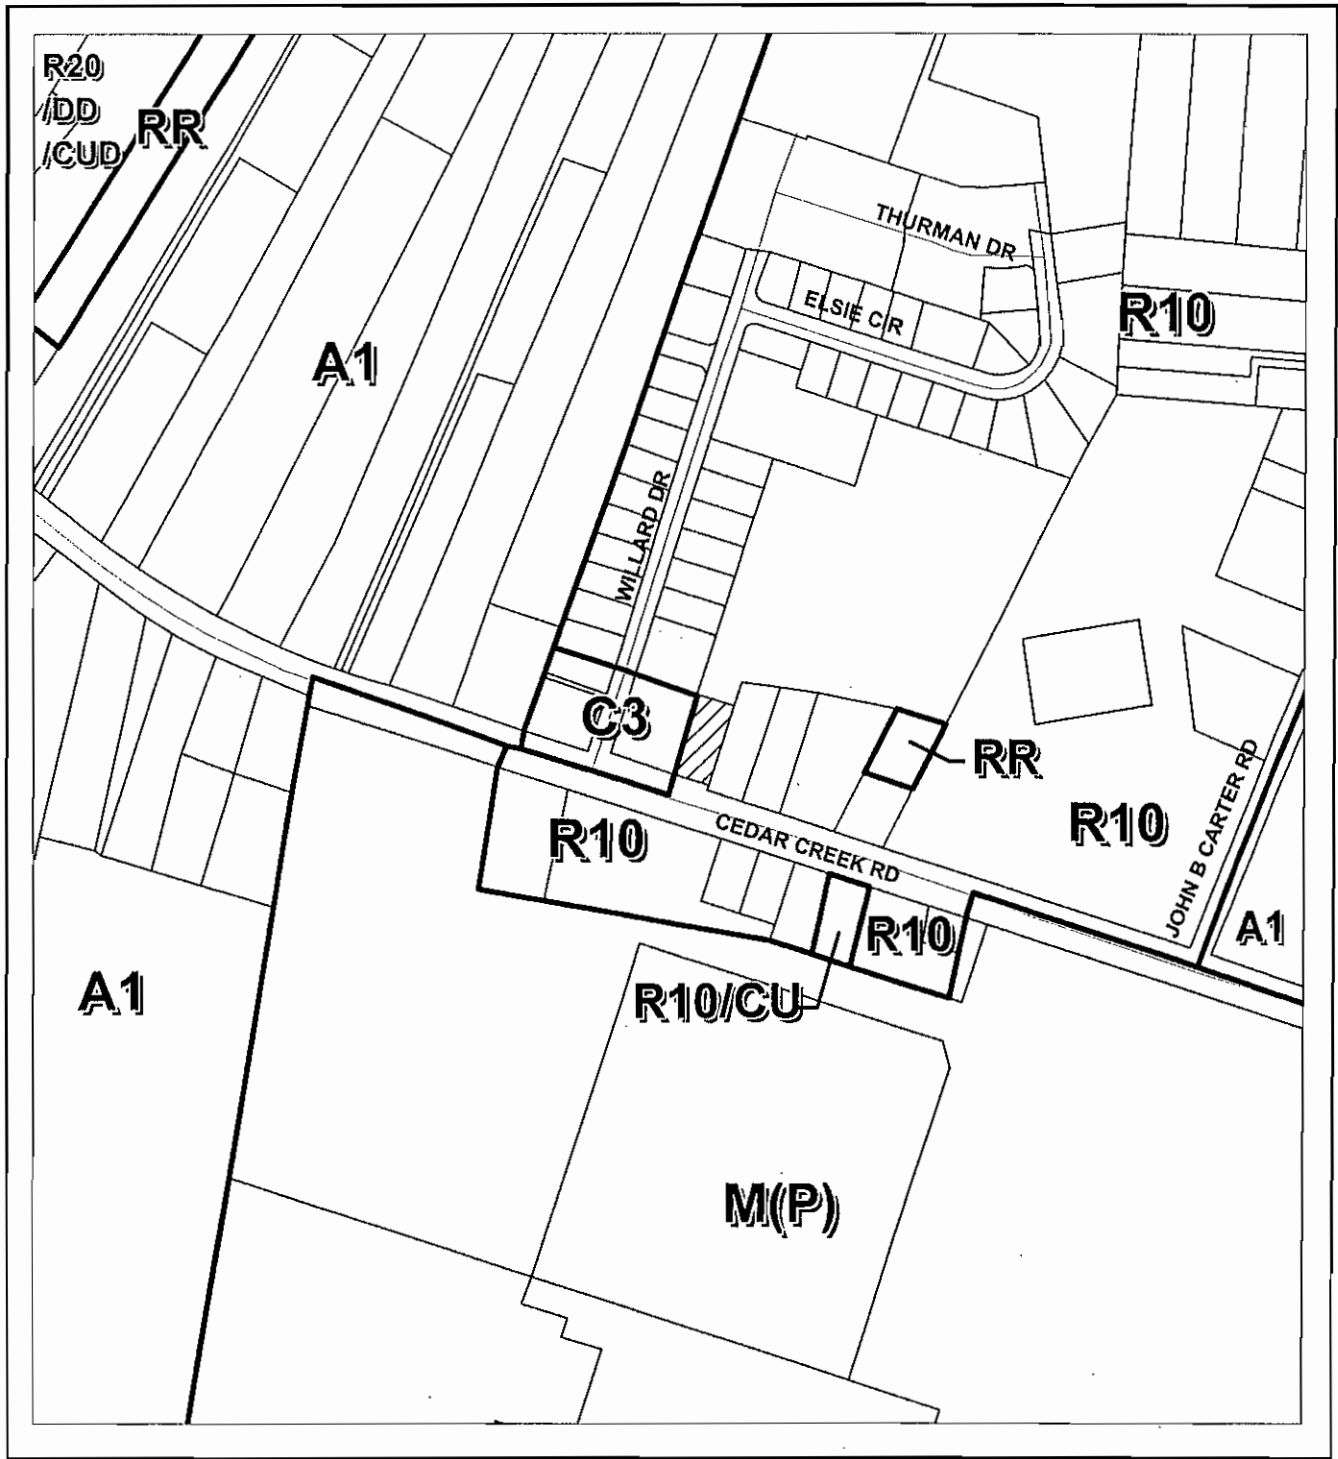 R20
/DD
/CUD
RR
THURMAN DR
ELSIE CIR
R10
A1
WILLARD DR
C3
RR
R10
CEDAR CREEK RD
R10
JOHN B CARTER RD
R10
A1
A1
R10/CU
M(P)